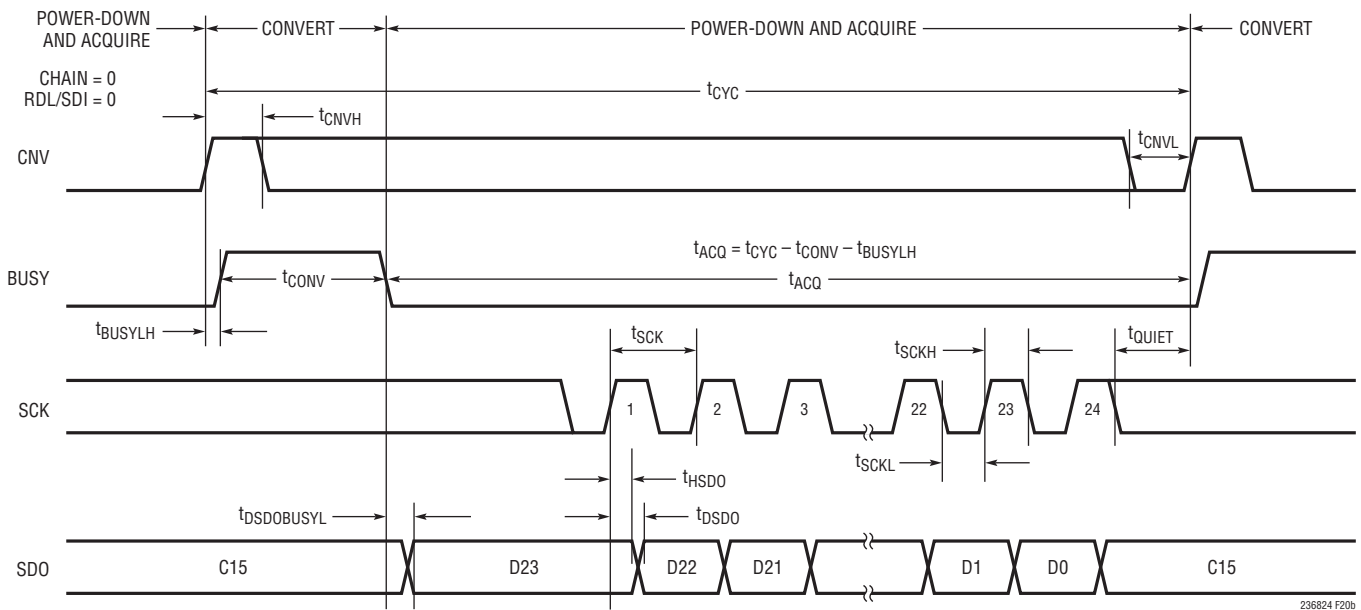 POWER-DOWN
AND ACQUIRE
CONVERT
POWER-DOWN AND ACQUIRE
CONVERT
CHAIN = 0
RDL/SDI = 0
tCYC
tCNVH
tCNVL
CNV
tACQ = tCYC – tCONV – tBUSYLH
BUSY
tCONV
tACQ
tBUSYLH
tSCK
tSCKH
tQUIET
SCK
1
2
3
22
23
24
tSCKL
tHSDO
tDSDOBUSYL
tDSDO
SDO
C15
D23
D22
D21
D1
D0
C15
236824 F20b